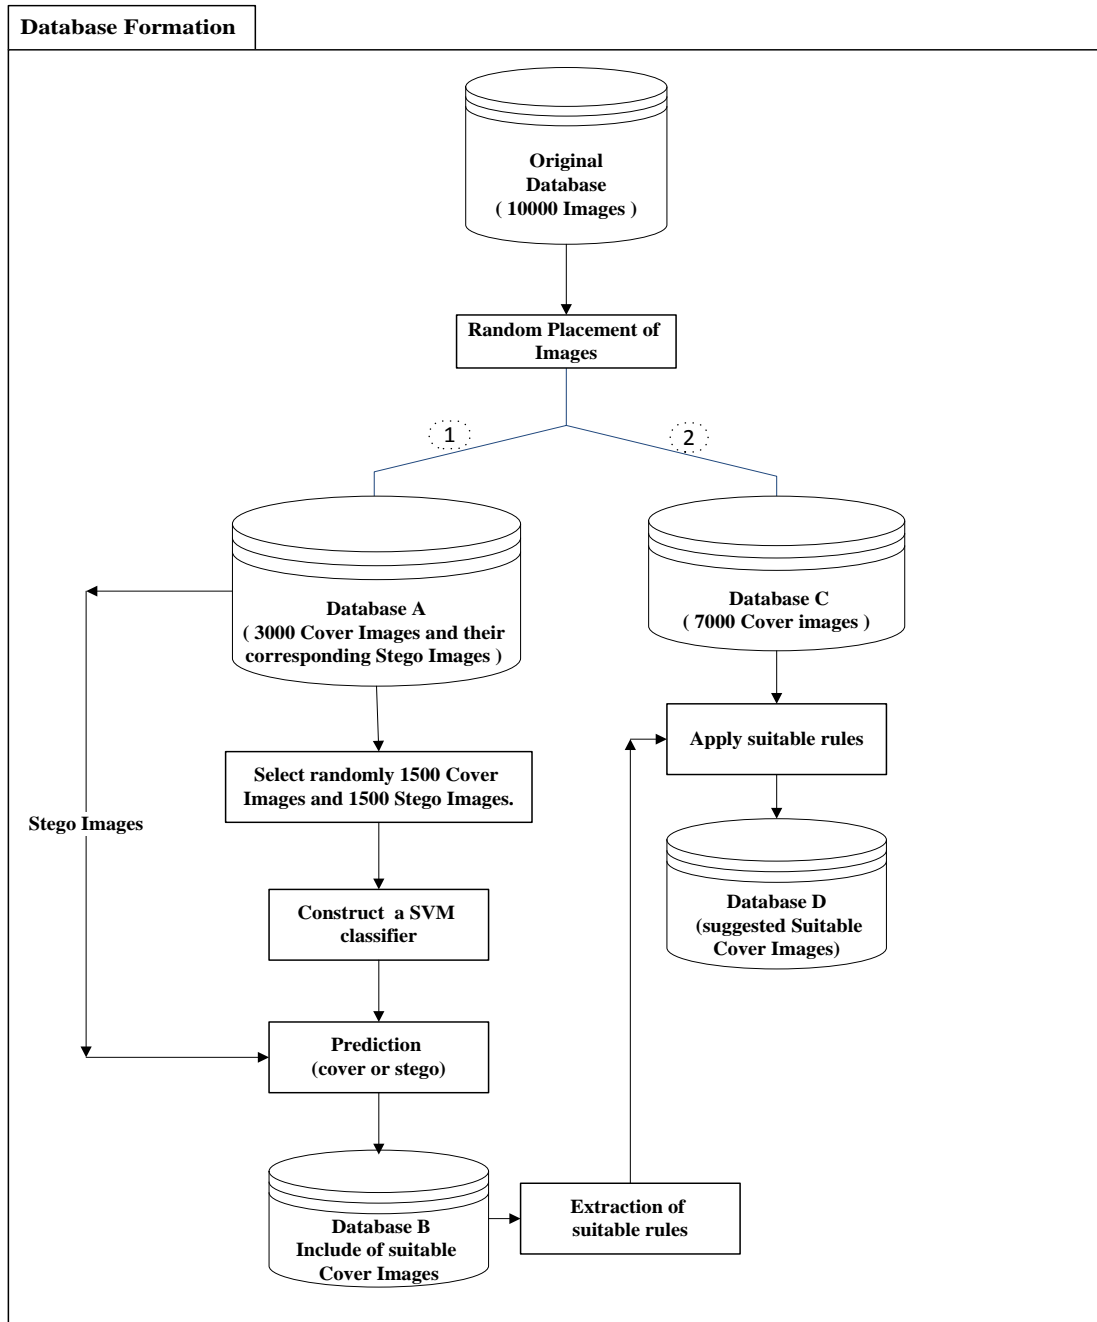 Database Formation
Original
Database
( 10000 Images )
Random Placement of
Images
1
2
Database A
( 3000 Cover Images and their
corresponding Stego Images )
Database C
( 7000 Cover images )
Select randomly 1500 Cover
Images and 1500 Stego Images.
Apply suitable rules
Stego Images
Construct a SVM
classifier
Database D
(suggested Suitable
Cover Images)
Prediction
(cover or stego)
Database B
Include of suitable
Cover Images
Extraction of
suitable rules